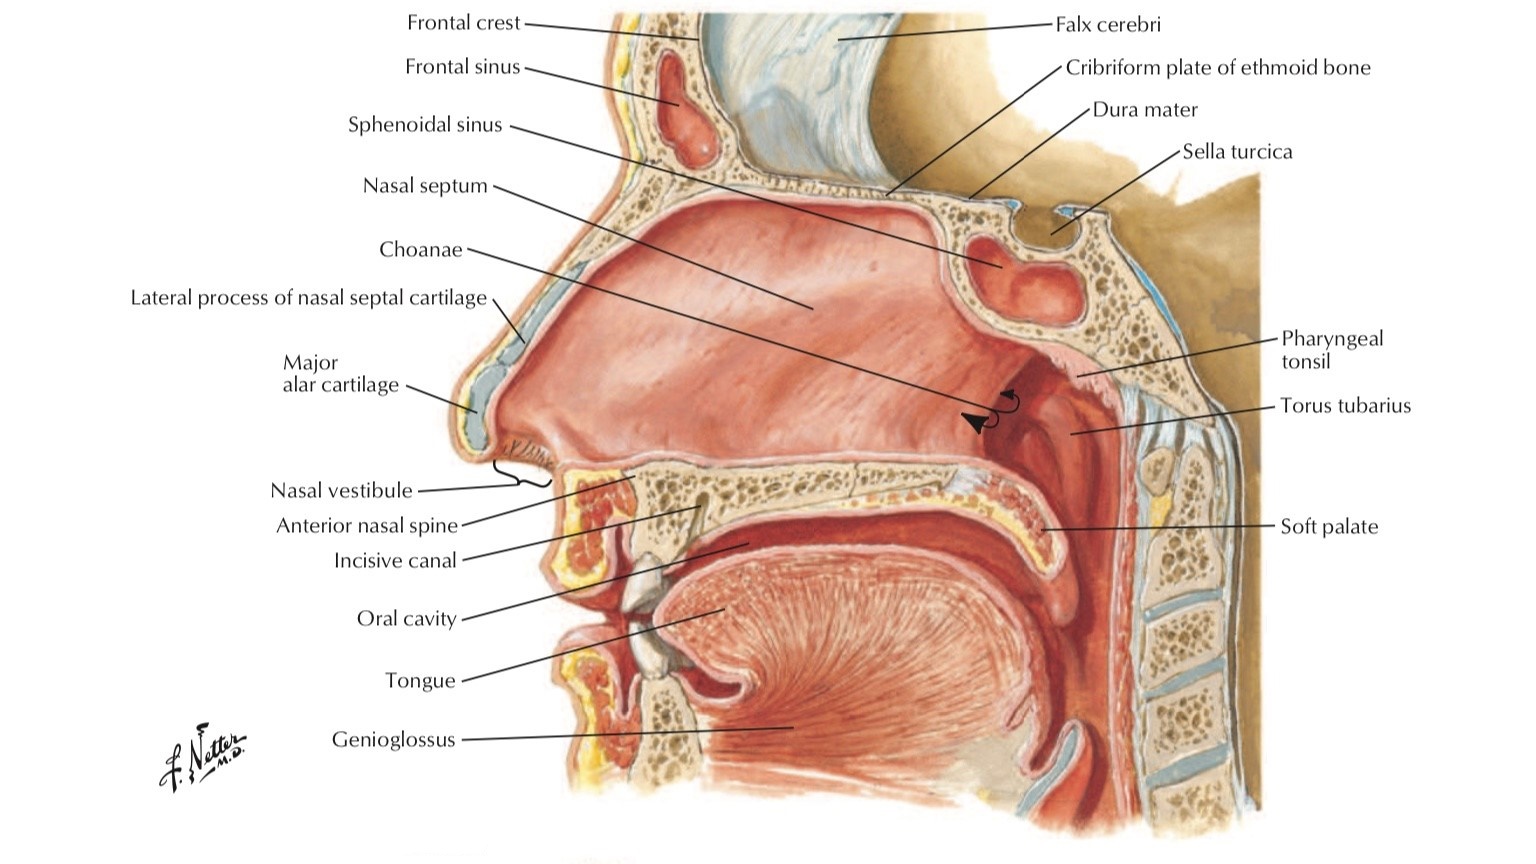 Frontal crest
Frontal sinus
Sphenoidal sinus
Nasal septum
Choanae
Lateral process of nasal septal cartilage
Major
alar cartilage
Nasal vestibule
Anterior nasal spine
Incisive canal
Oral cavity
Tongue
Genioglossus
Falx cerebri
Cribriform plate of ethmoid bone
Dura mater
Sella turcica
Pharyngeal
tonsil
Torus tubarius
Soft palate
F. Netter
M.D.